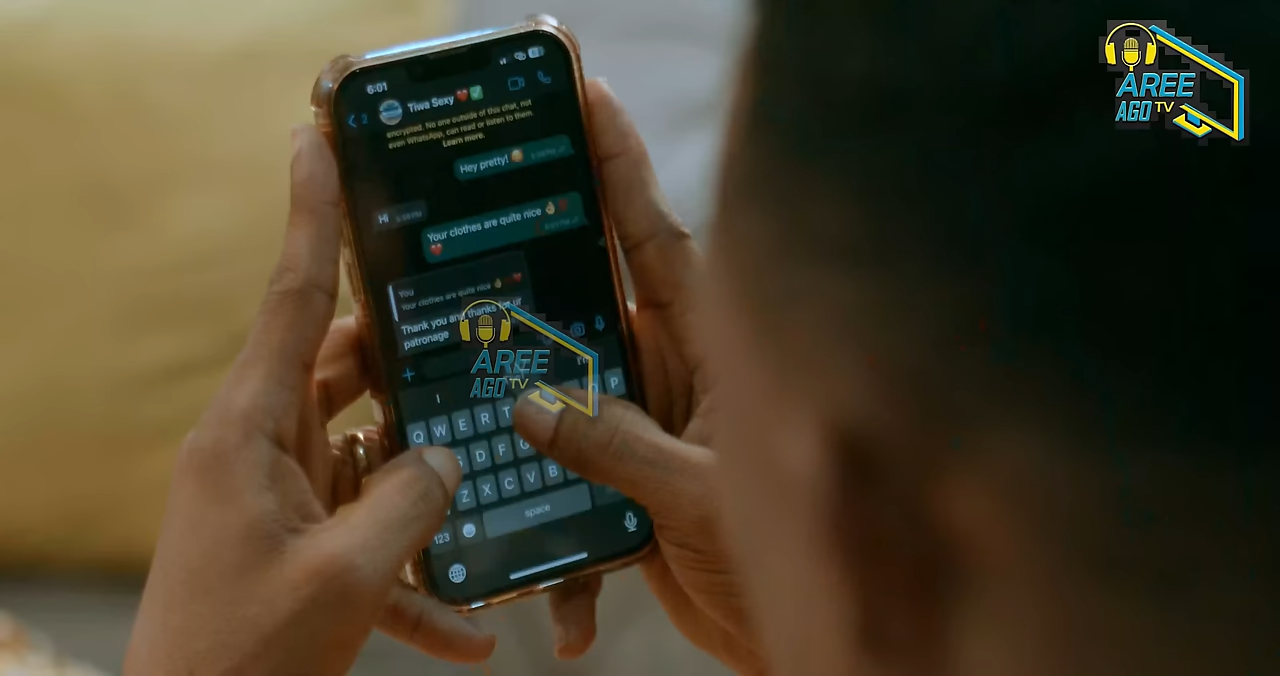 AREE
AGO TV
6:01
2
Tiwa Sexy ❤️✅
encrypted. No one outside of this chat, not
even WhatsApp, can read or listen to them.
Learn more.
Hey pretty!
Hi
Your clothes are quite nice 👌❤️
❤️
You
Your clothes are quite nice 👌❤️
Thank you and thanks for ur
patronage
AREE
AGO TV
I
P
Q W E R T
D F G
Z X C V B
123
space